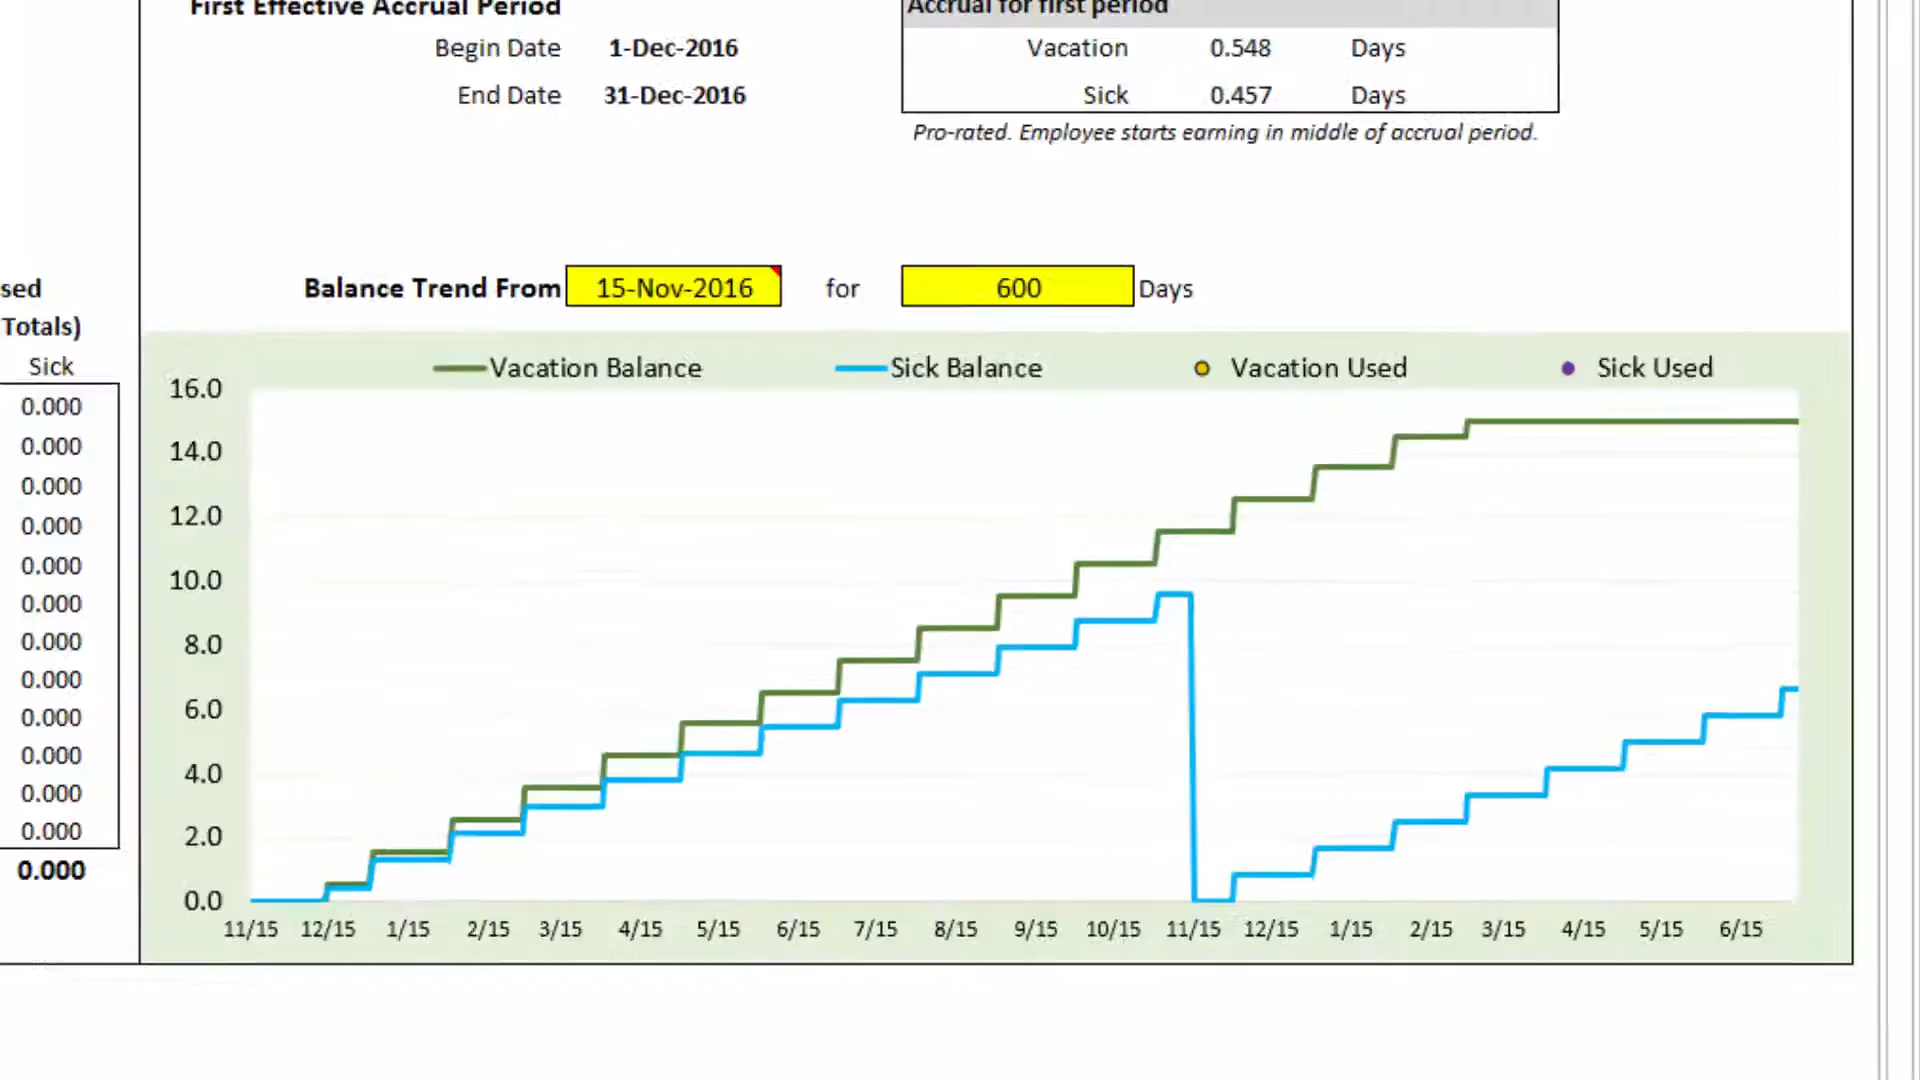 First Effective Accrual Period
Accrual for first period
Begin Date 1-Dec-2016
Vacation 0.548 Days
End Date 31-Dec-2016
Sick 0.457 Days
Pro-rated. Employee starts earning in middle of accrual period.
sed
Balance Trend From 15-Nov-2016 for 600 Days
Totals)
Sick
Vacation Balance Sick Balance Vacation Used Sick Used
0.000
0.000
0.000
0.000
0.000
0.000
0.000
0.000
0.000
0.000
0.000
0.000
0.000
16.0
14.0
12.0
10.0
8.0
6.0
4.0
2.0
0.0
11/15 12/15 1/15 2/15 3/15 4/15 5/15 6/15 7/15 8/15 9/15 10/15 11/15 12/15 1/15 2/15 3/15 4/15 5/15 6/15